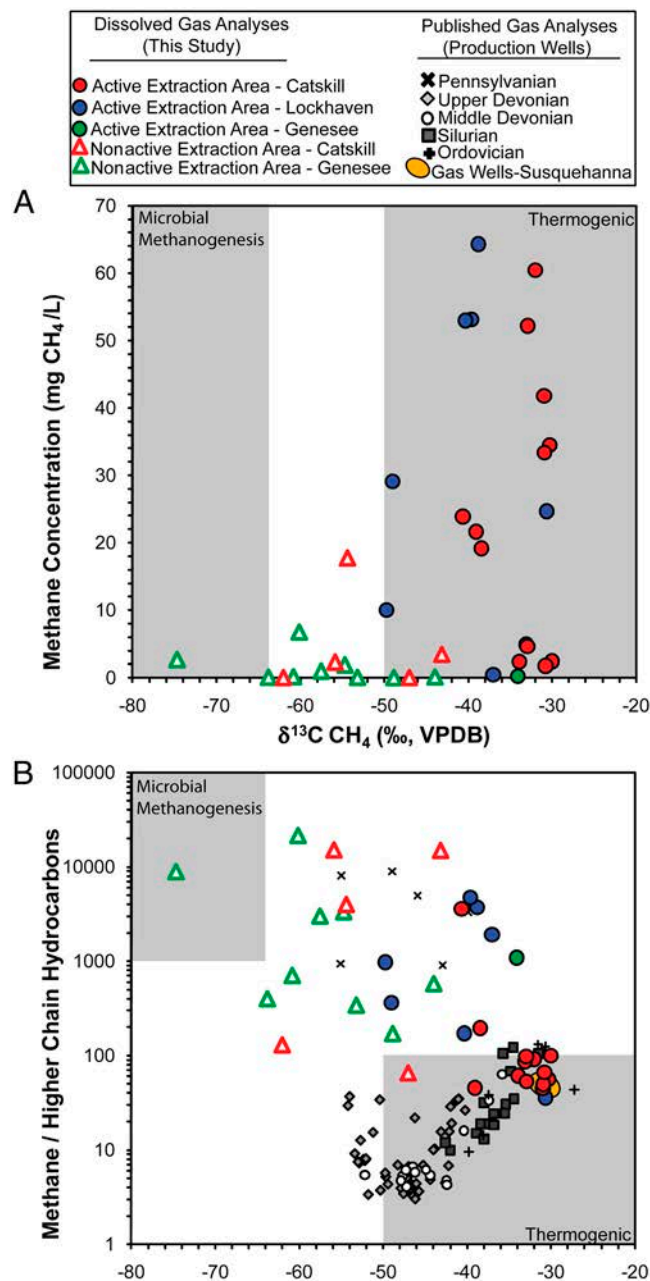 Dissolved Gas Analyses
(This Study)
Active Extraction Area - Catskill
Active Extraction Area - Lockhaven
Active Extraction Area - Genesee
Nonactive Extraction Area - Catskill
Nonactive Extraction Area - Genesee
Published Gas Analyses
(Production Wells)
Pennsylvanian
Upper Devonian
Middle Devonian
Silurian
Ordovician
Gas Wells-Susquehanna
A
Microbial
Methanogenesis
Thermogenic
Methane Concentration (mg CH₄/L)
70
60
50
40
30
20
10
0
-80 -70 -60 -50 -40 -30 -20
δ¹³C CH₄ (‰, VPDB)
B
Microbial
Methanogenesis
Thermogenic
Methane / Higher Chain Hydrocarbons
100000
10000
1000
100
10
1
-80 -70 -60 -50 -40 -30 -20